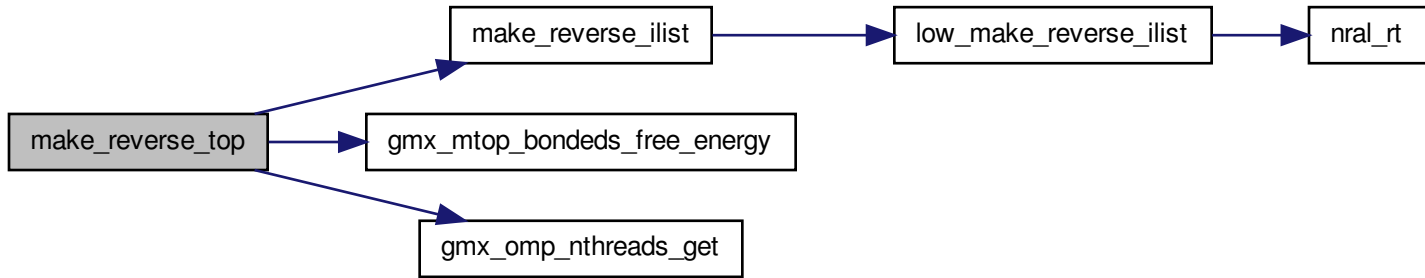 make_reverse_ilist
low_make_reverse_ilist
nral_rt
make_reverse_top
gmx_mtop_bondeds_free_energy
gmx_omp_nthreads_get